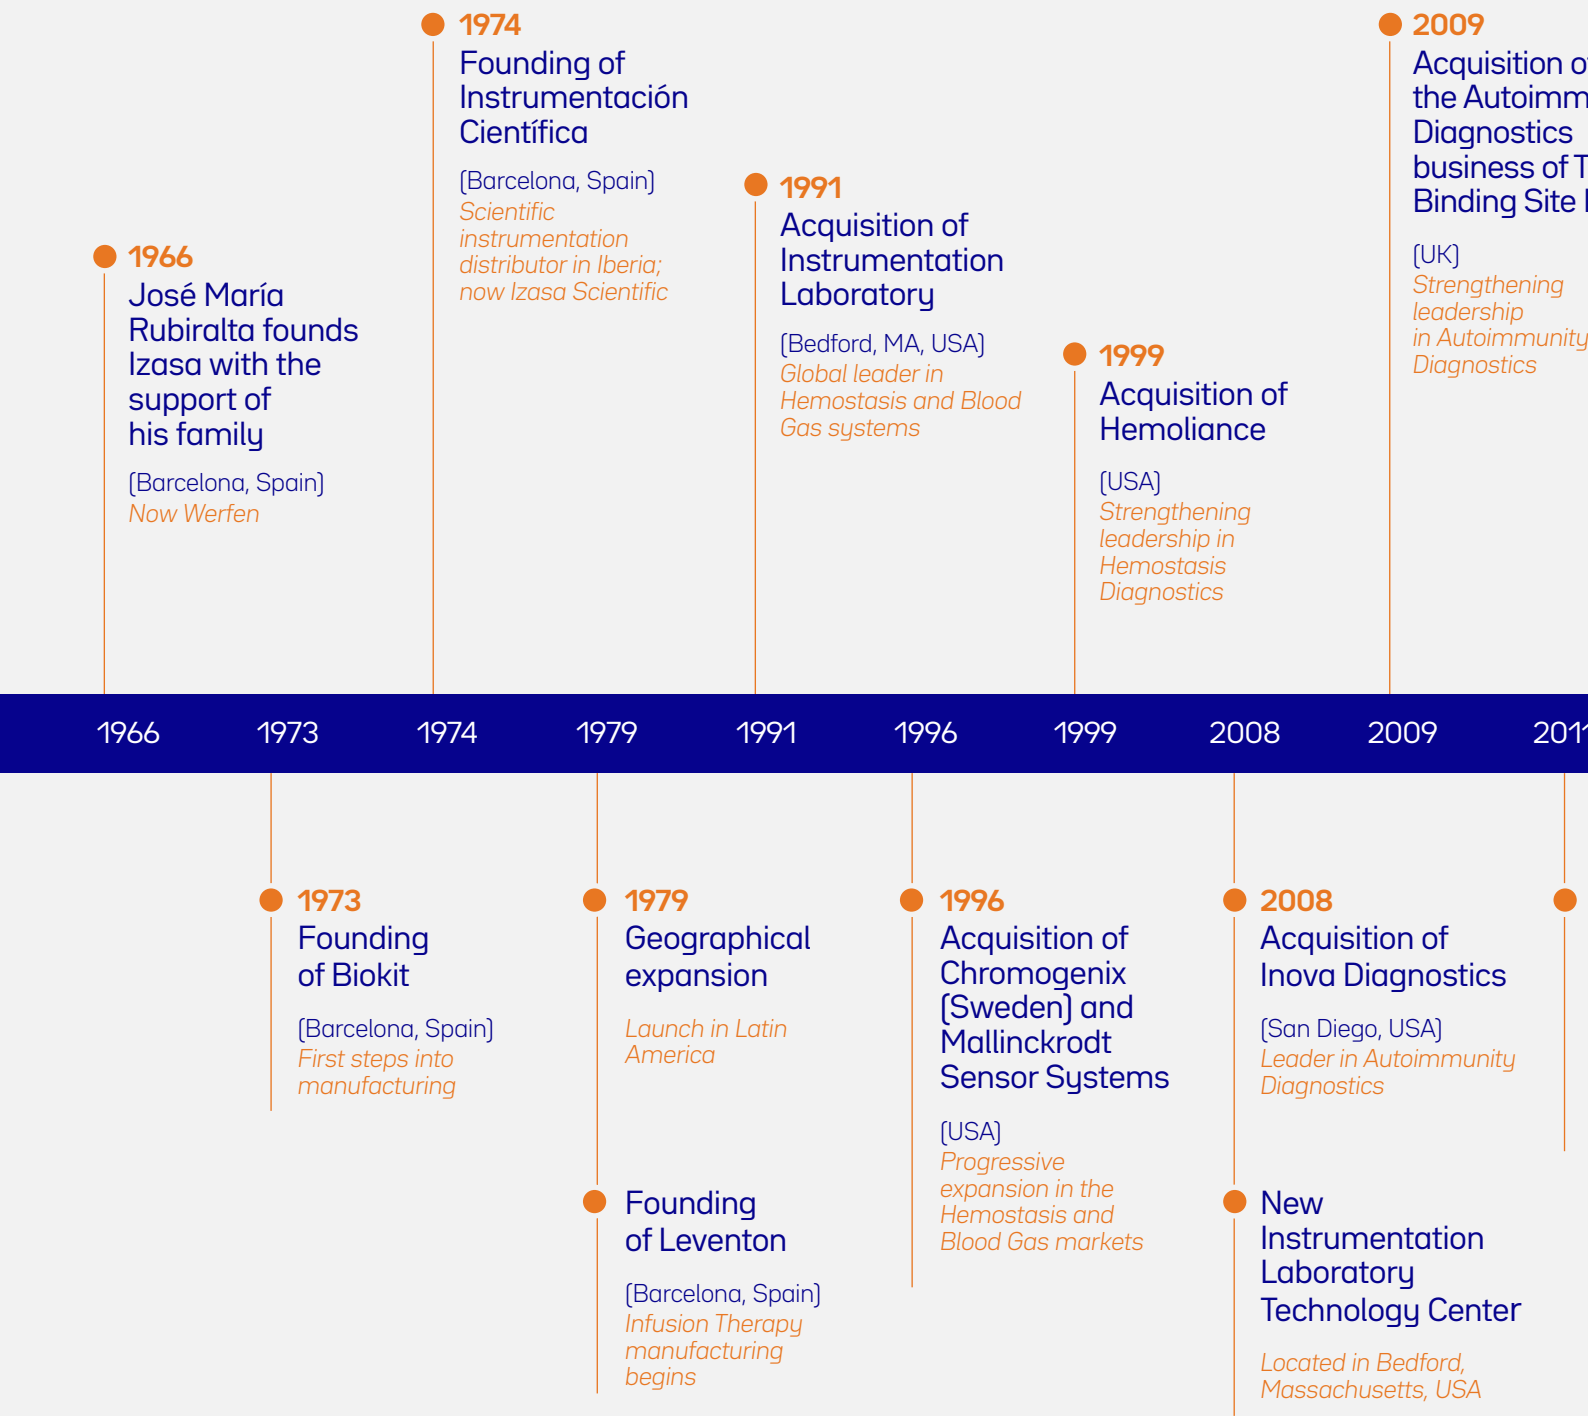 1974
Founding of
Instrumentación
Científica
(Barcelona, Spain)
Scientific
instrumentation
distributor in Iberia;
now Izasa Scientific
2009
Acquisition of
the Autoimm
Diagnostics
business of T
Binding Site
(UK)
Strengthening
leadership
in Autoimmunity
Diagnostics
1991
Acquisition of
Instrumentation
Laboratory
(Bedford, MA, USA)
Global leader in
Hemostasis and Blood
Gas systems
1966
José María
Rubiralta founds
Izasa with the
support of
his family
(Barcelona, Spain)
Now Werfen
1999
Acquisition of
Hemoliance
(USA)
Strengthening
leadership in
Hemostasis
Diagnostics
1966 1973 1974 1979 1991 1996 1999 2008 2009 2011
1973
Founding
of Biokit
(Barcelona, Spain)
First steps into
manufacturing
1979
Geographical
expansion
Launch in Latin
America
Founding
of Leventon
(Barcelona, Spain)
Infusion Therapy
manufacturing
begins
1996
Acquisition of
Chromogenix
(Sweden) and
Mallinckrodt
Sensor Systems
(USA)
Progressive
expansion in the
Hemostasis and
Blood Gas markets
2008
Acquisition of
Inova Diagnostics
(San Diego, USA)
Leader in Autoimmunity
Diagnostics
New
Instrumentation
Laboratory
Technology Center
Located in Bedford,
Massachusetts, USA